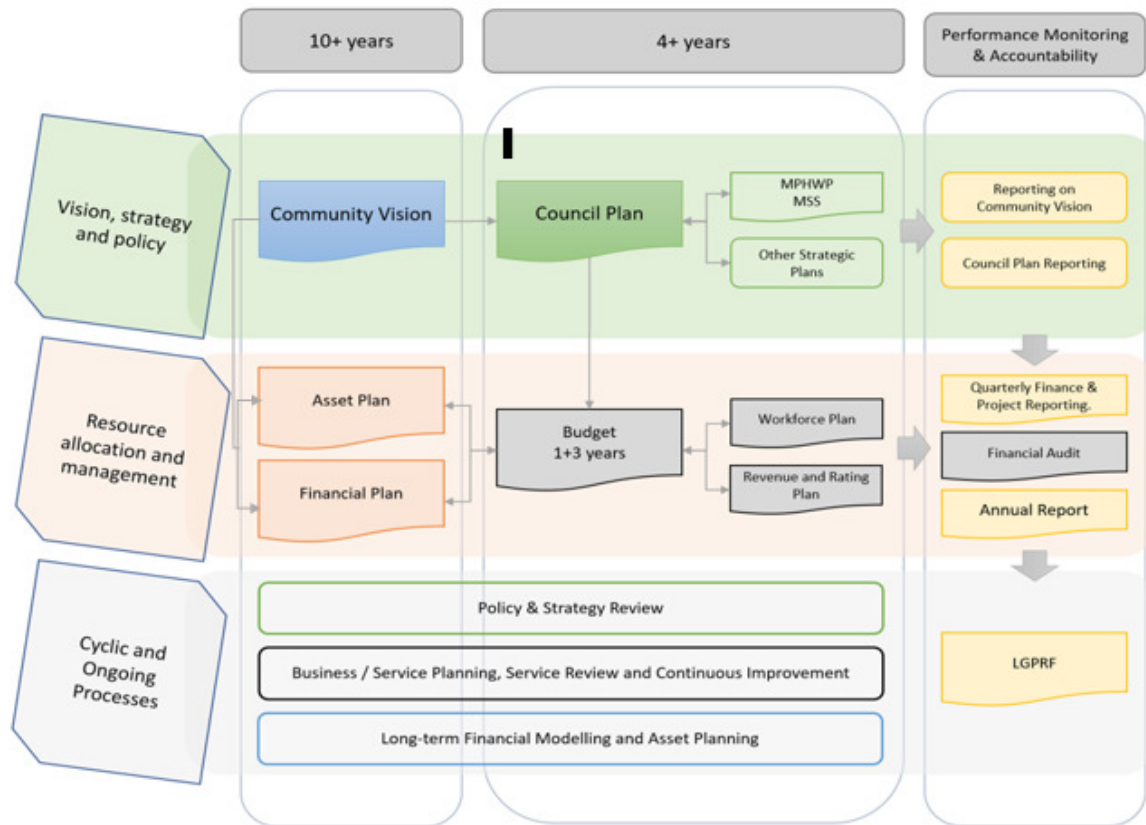 10+ years
4+ years
Performance Monitoring
& Accountability
Vision, strategy
and policy
Community Vision
Council Plan
MPHWP
MSS
Other Strategic
Plans
Reporting on
Community Vision
Council Plan Reporting
Resource
allocation and
management
Asset Plan
Financial Plan
Budget
1+3 years
Workforce Plan
Revenue and Rating
Plan
Quarterly Finance &
Project Reporting.
Financial Audit
Annual Report
Cyclic and
Ongoing
Processes
Policy & Strategy Review
Business / Service Planning, Service Review and Continuous Improvement
Long-term Financial Modelling and Asset Planning
LGPRF